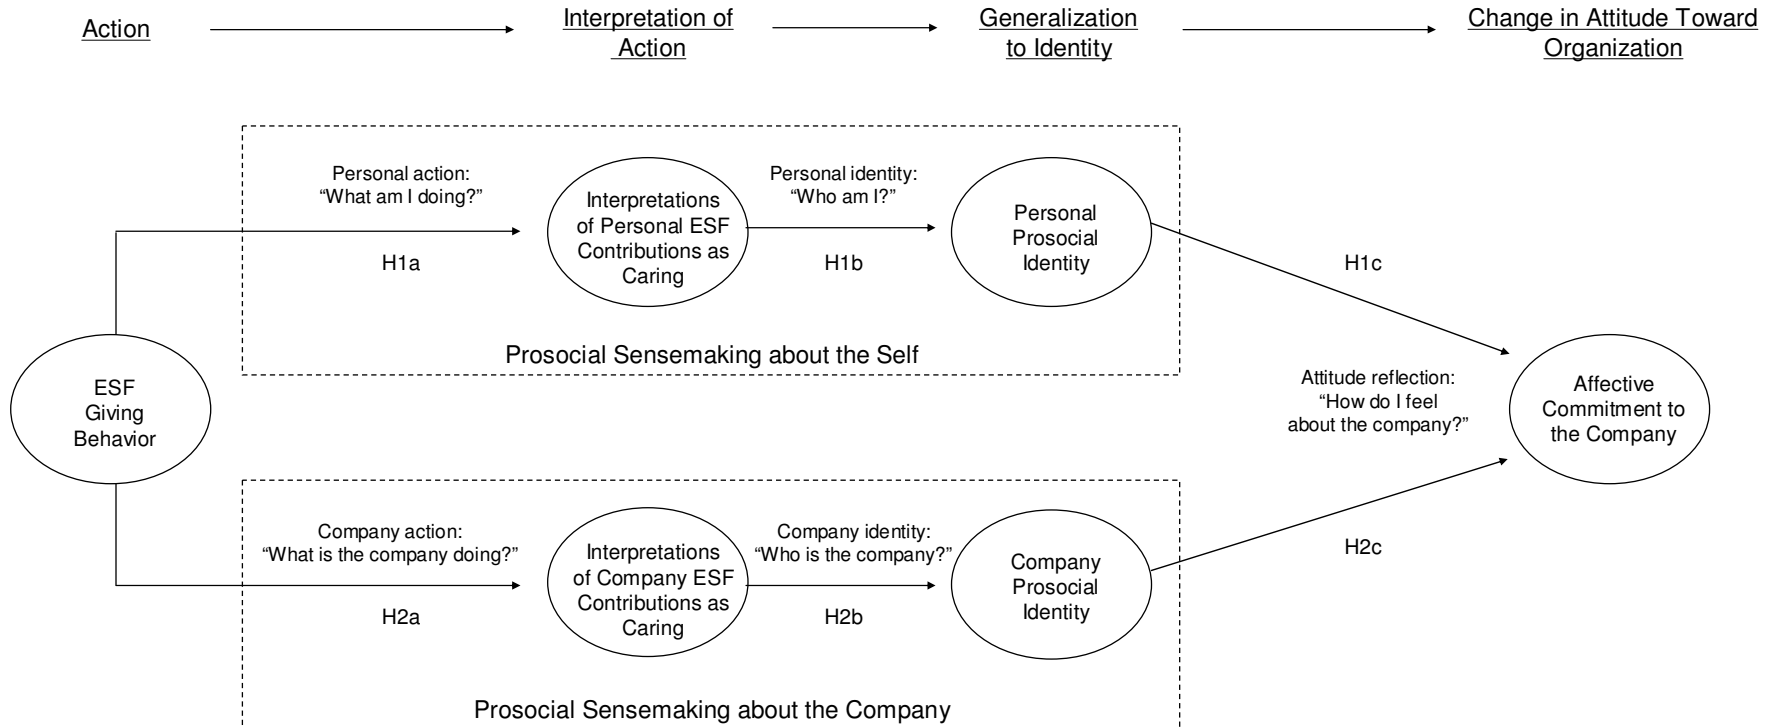 Action
Interpretation of
Action
Generalization
to Identity
Change in Attitude Toward
Organization
Personal action:
“What am I doing?”
H1a
Interpretations
of Personal ESF
Contributions as
Caring
Personal identity:
“Who am I?”
H1b
Personal
Prosocial
Identity
H1c
Prosocial Sensemaking about the Self
ESF
Giving
Behavior
Attitude reflection:
“How do I feel
about the company?”
Affective
Commitment to
the Company
Company action:
“What is the company doing?”
H2a
Interpretations
of Company ESF
Contributions as
Caring
Company identity:
“Who is the company?”
H2b
Company
Prosocial
Identity
H2c
Prosocial Sensemaking about the Company